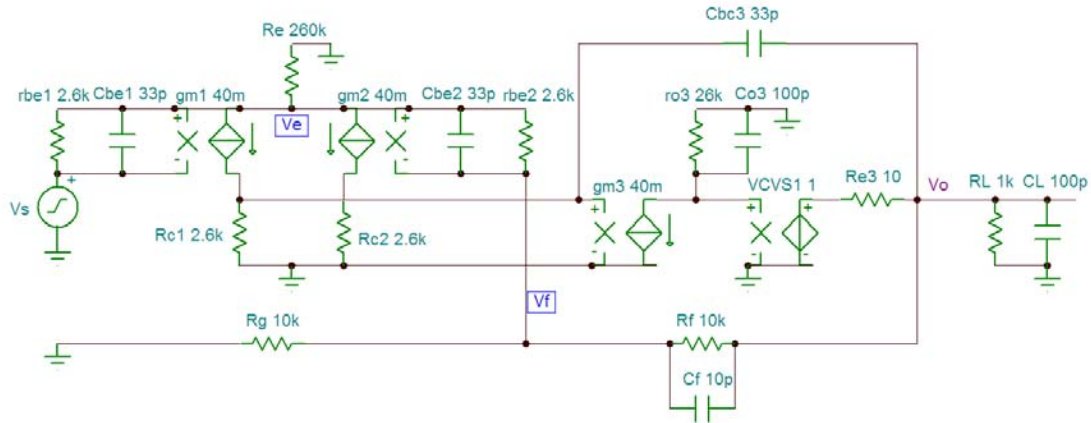 Cbc3 33p
Re 260k
rbe1 2.6k
Cbe1 33p
gm1 40m
gm2 40m
Cbe2 33p
rbe2 2.6k
ro3 26k
Co3 100p
+
-
+
-
Ve
+
Vs
gm3 40m
VCVS1 1
Re3 10
Vo
RL 1k
CL 100p
+
-
+
-
+
-
Rc1 2.6k
Rc2 2.6k
Vf
Rg 10k
Rf 10k
Cf 10p